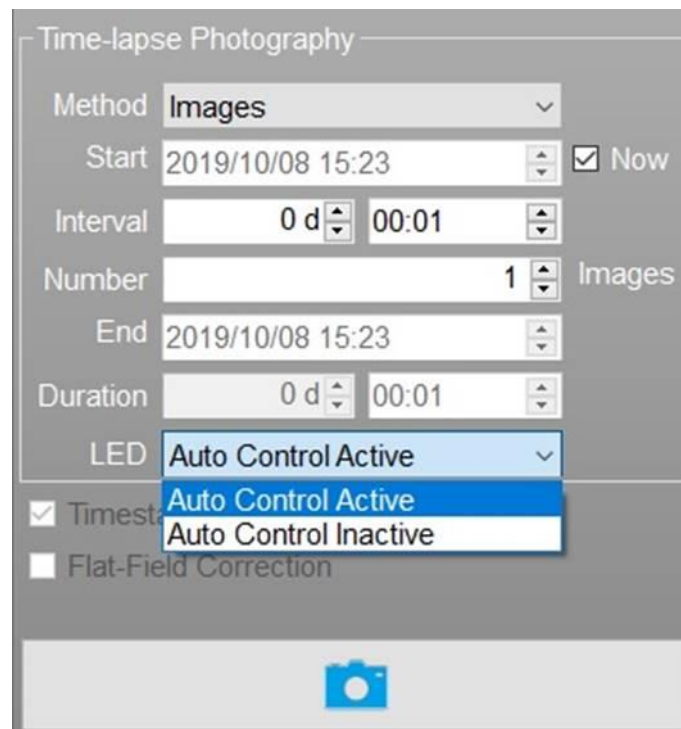 Time-lapse Photography
Method Images
Start 2019/10/08 15:23 Now
Interval 0 d 00:01
Number 1 Images
End 2019/10/08 15:23
Duration 0 d 00:01
LED Auto Control Active
Auto Control Active
Auto Control Inactive
Flat-Field Correction